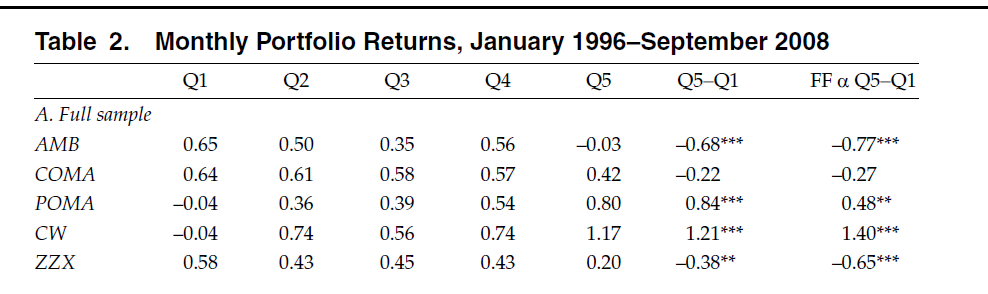 Table 2. Monthly Portfolio Returns, January 1996–September 2008
Q1 Q2 Q3 Q4 Q5 Q5–Q1 FF α Q5–Q1
A. Full sample
AMB 0.65 0.50 0.35 0.56 –0.03 –0.68*** –0.77***
COMA 0.64 0.61 0.58 0.57 0.42 –0.22 –0.27
POMA –0.04 0.36 0.39 0.54 0.80 0.84*** 0.48**
CW –0.04 0.74 0.56 0.74 1.17 1.21*** 1.40***
ZZX 0.58 0.43 0.45 0.43 0.20 –0.38** –0.65***